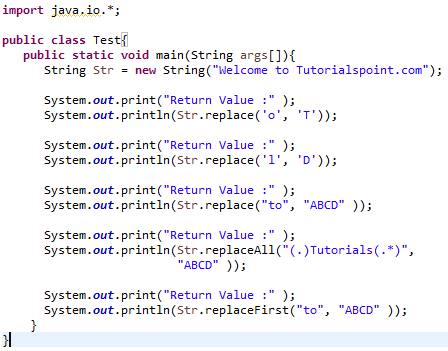 import java.io.*;
public class Test{
public static void main(String args[]){
String Str = new String("Welcome to Tutorialspoint.com");
System.out.print("Return Value :" );
System.out.println(Str.replace('o', 'T'));
System.out.print("Return Value :" );
System.out.println(Str.replace('l', 'D'));
System.out.print("Return Value :" );
System.out.println(Str.replace("to", "ABCD" ));
System.out.print("Return Value :" );
System.out.println(Str.replaceAll("(.)Tutorials(.*)",
"ABCD" ));
System.out.print("Return Value :" );
System.out.println(Str.replaceFirst("to", "ABCD" ));
}
}